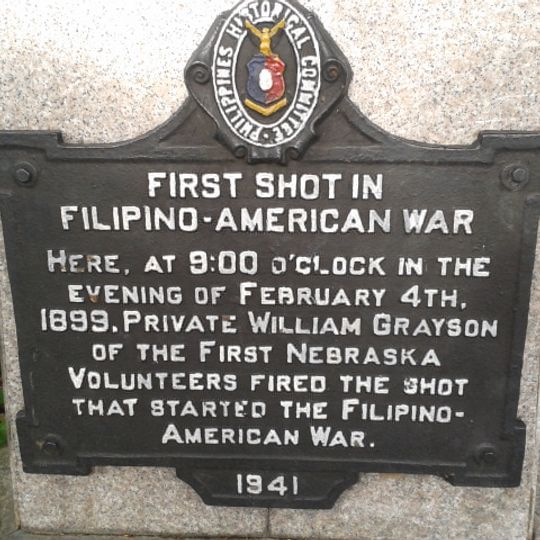 PHILIPPINES HISTORICAL COMMITTEE
FIRST SHOT IN
FILIPINO-AMERICAN WAR
HERE, AT 9:00 O'CLOCK IN THE
EVENING OF FEBRUARY 4TH,
1899, PRIVATE WILLIAM GRAYSON
OF THE FIRST NEBRASKA
VOLUNTEERS FIRED THE SHOT
THAT STARTED THE FILIPINO-
AMERICAN WAR.
1941